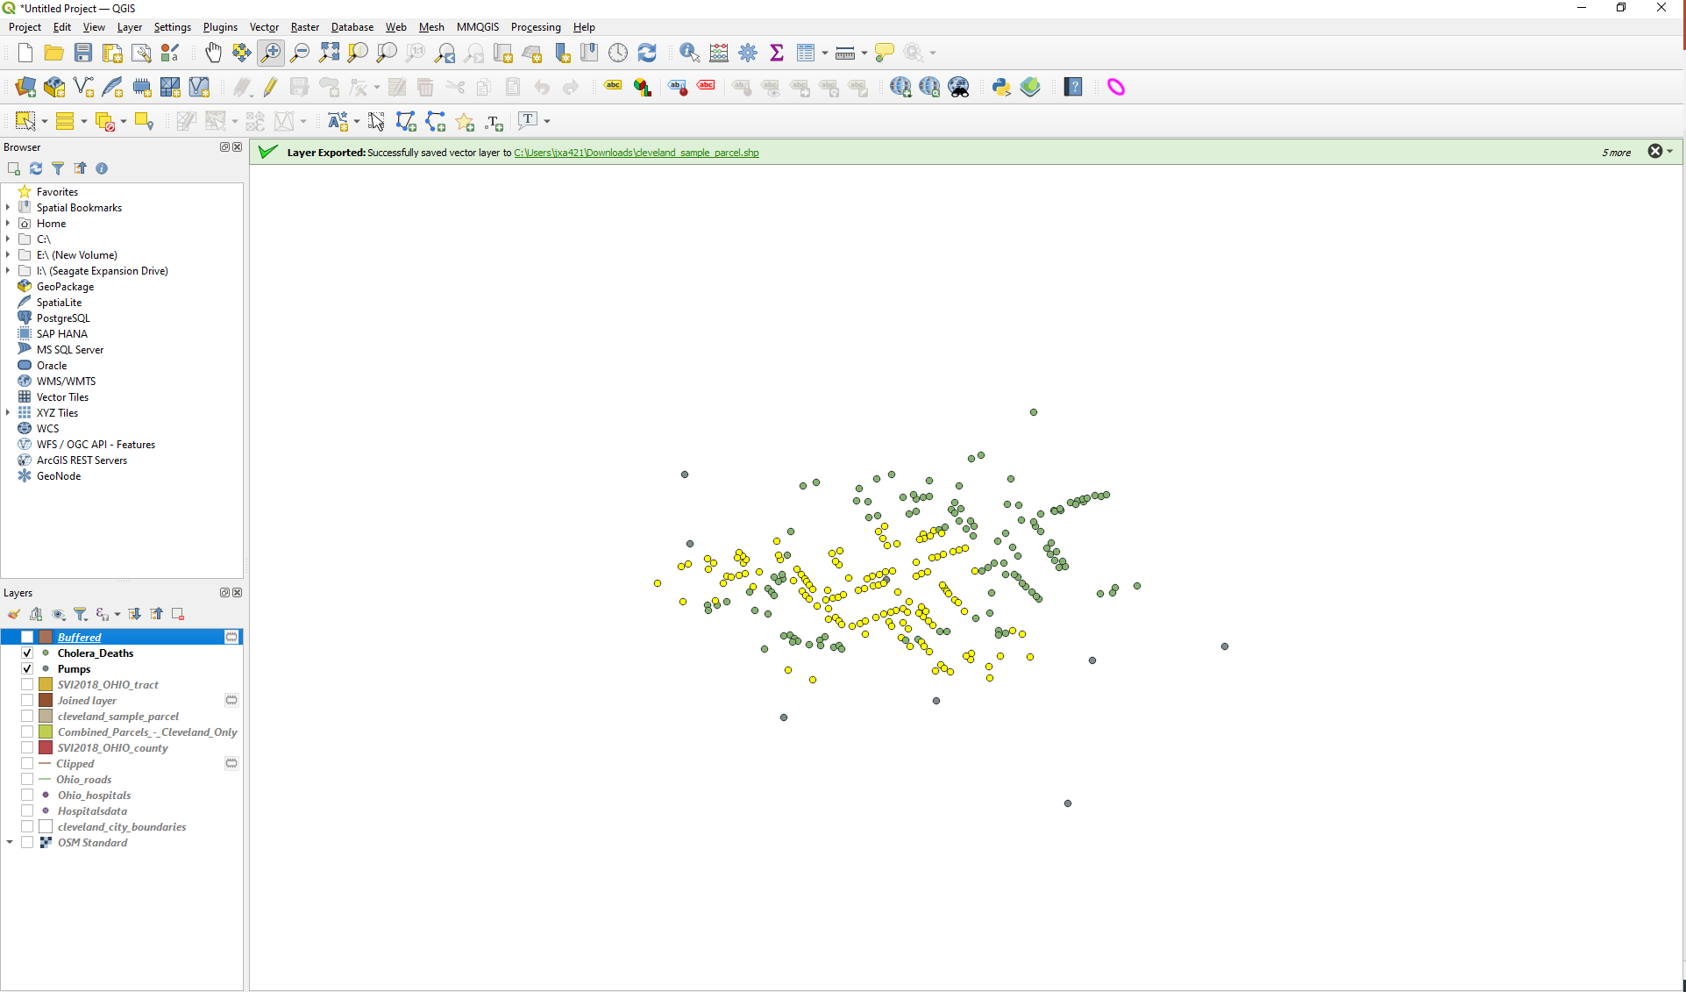 *Untitled Project — QGIS
Project Edit View Layer Settings Plugins Vector Raster Database Web Mesh MMQGIS Processing Help
Browser
Layer Exported: Successfully saved vector layer to C:\Users\jxa421\Downloads\cleveland_sample_parcel.shp
5 more
Favorites
Spatial Bookmarks
Home
C:\
E:\ (New Volume)
I:\ (Seagate Expansion Drive)
GeoPackage
SpatiaLite
PostgreSQL
SAP HANA
MS SQL Server
Oracle
WMS/WMTS
Vector Tiles
XYZ Tiles
WCS
WFS / OGC API - Features
ArcGIS REST Servers
GeoNode
Layers
Buffered
Cholera_Deaths
Pumps
SVI2018_OHIO_tract
Joined layer
cleveland_sample_parcel
Combined_Parcels_-_Cleveland_Only
SVI2018_OHIO_county
Clipped
Ohio_roads
Ohio_hospitals
Hospitalsdata
cleveland_city_boundaries
OSM Standard